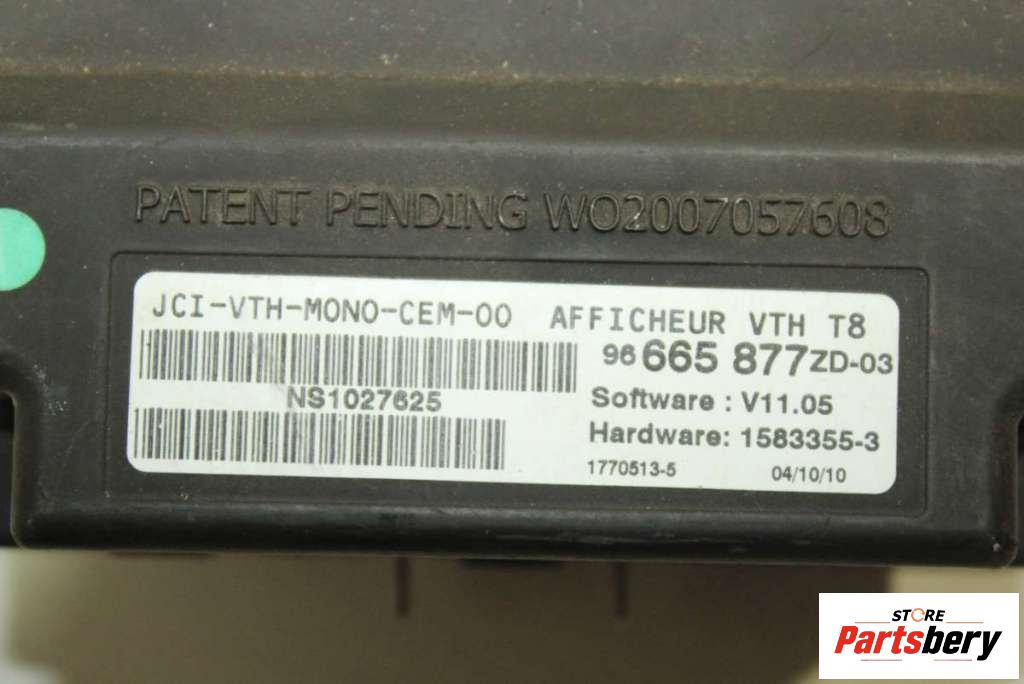 PATENT PENDING WO2007057608
JCI-VTH-MONO-CEM-00 AFFICHEUR VTH T8
96 665 877ZD-03
NS1027625
Software : V11.05
Hardware: 1583355-3
1770513-5 04/10/10
STORE
Partsbery